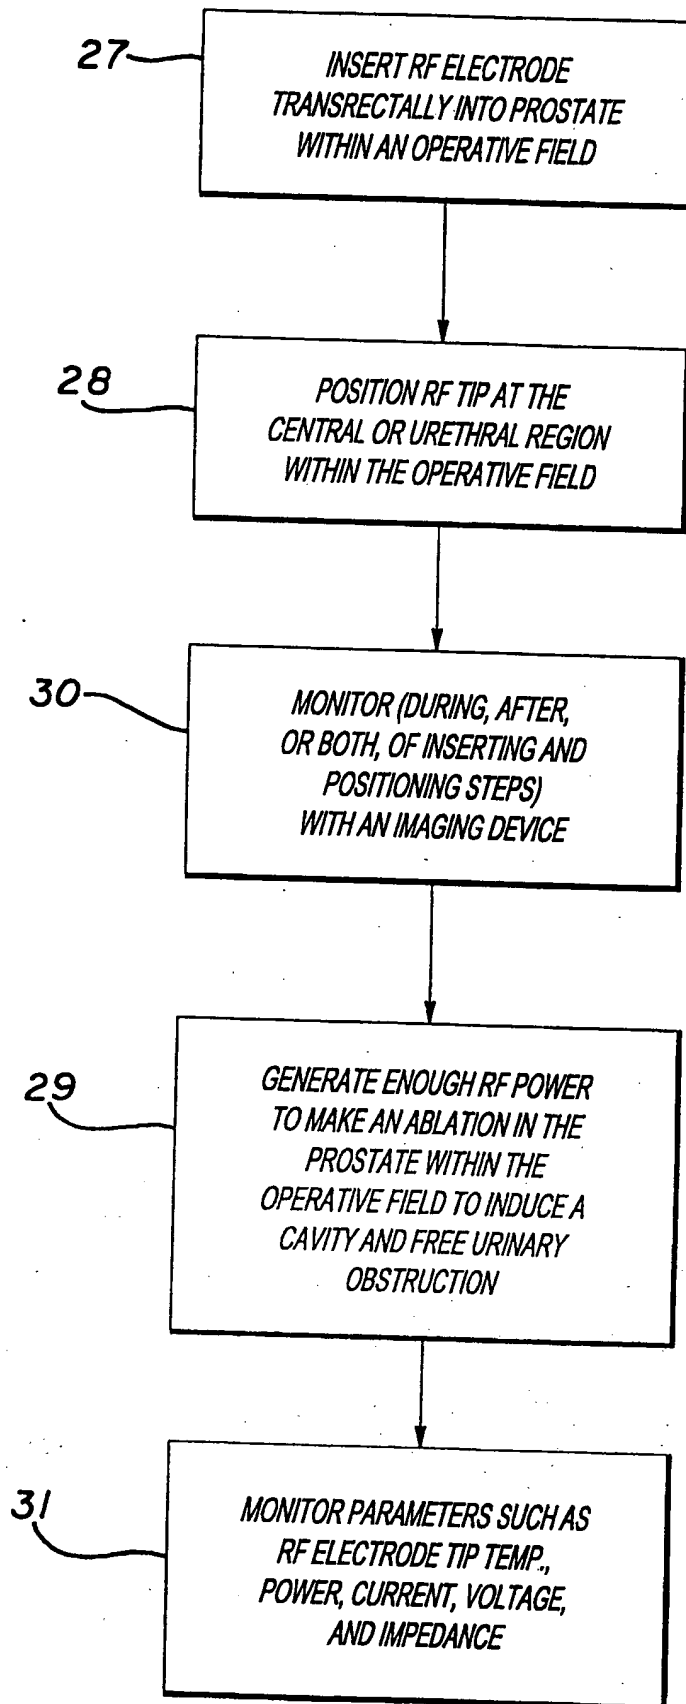 27
INSERT RF ELECTRODE
TRANSRECTALLY INTO PROSTATE
WITHIN AN OPERATIVE FIELD
28
POSITION RF TIP AT THE
CENTRAL OR URETHRAL REGION
WITHIN THE OPERATIVE FIELD
30
MONITOR (DURING, AFTER,
OR BOTH, OF INSERTING AND
POSITIONING STEPS)
WITH AN IMAGING DEVICE
29
GENERATE ENOUGH RF POWER
TO MAKE AN ABLATION IN THE
PROSTATE WITHIN THE
OPERATIVE FIELD TO INDUCE A
CAVITY AND FREE URINARY
OBSTRUCTION
31
MONITOR PARAMETERS SUCH AS
RF ELECTRODE TIP TEMP.,
POWER, CURRENT, VOLTAGE,
AND IMPEDANCE